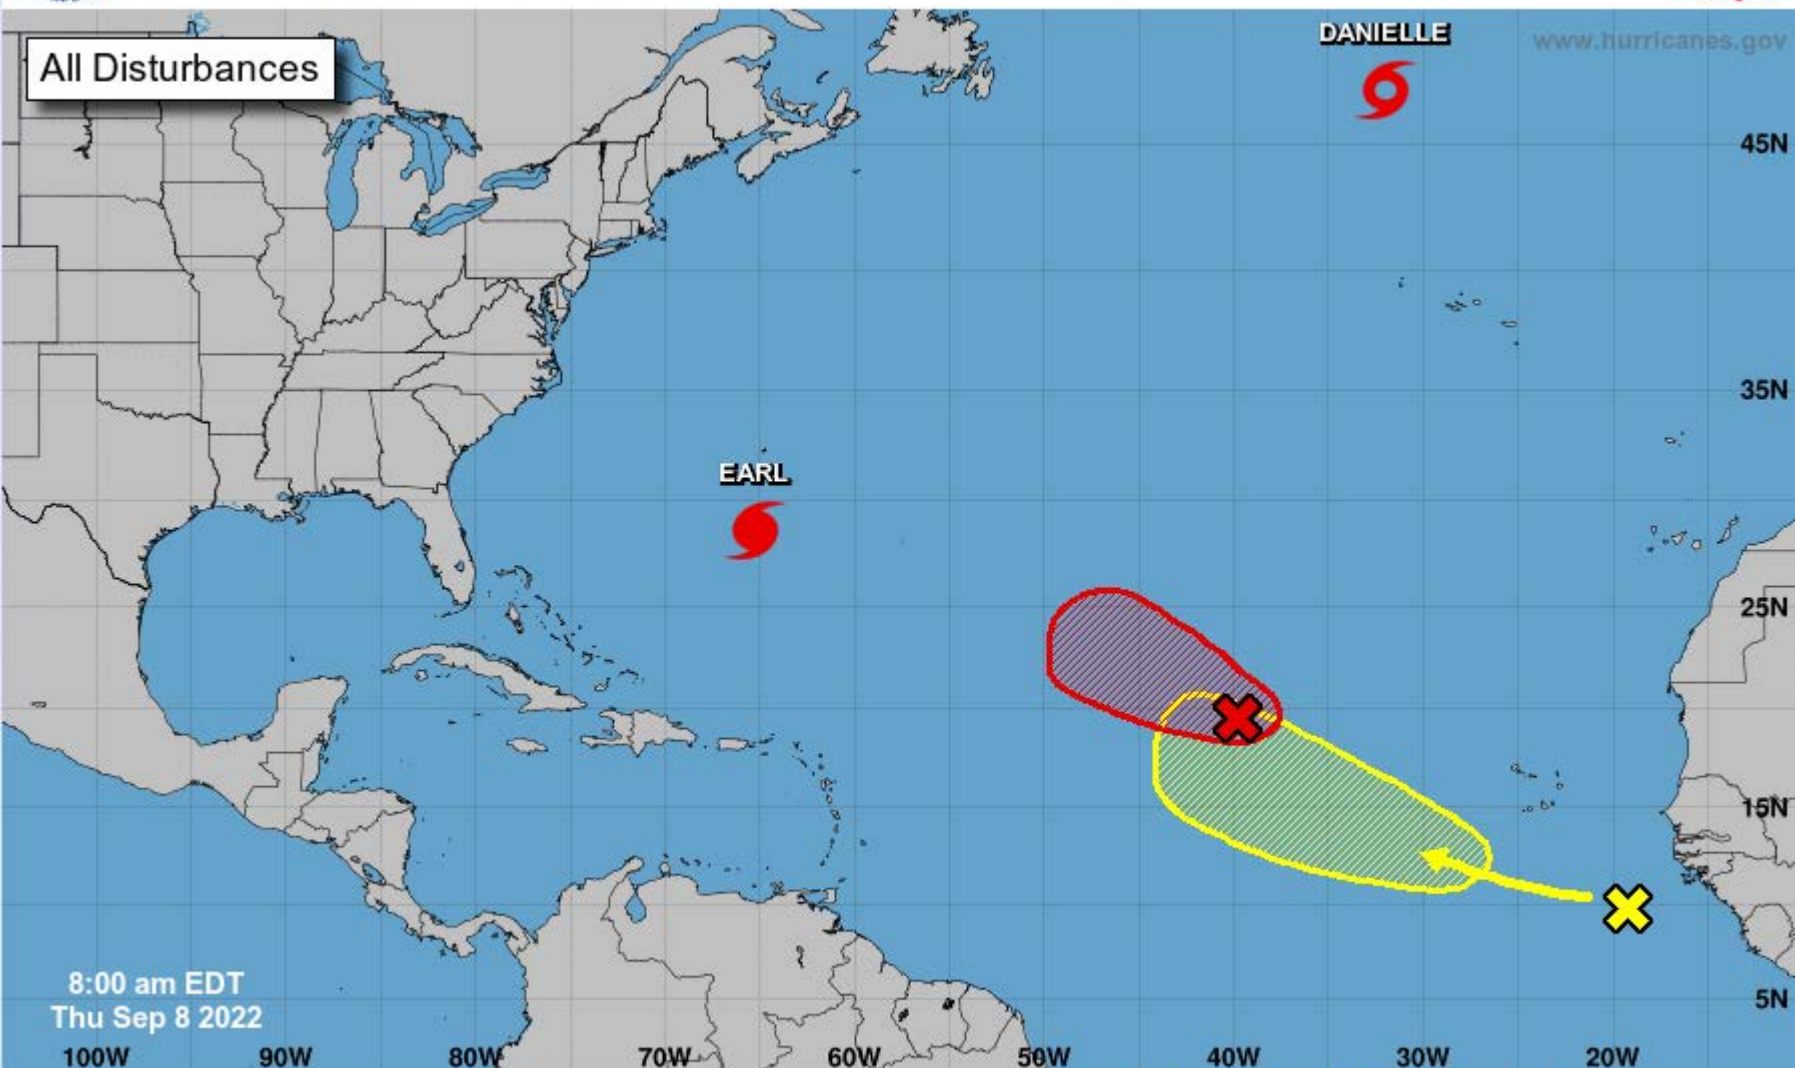 All Disturbances
DANIELLE
www.hurricanes.gov
45N
35N
EARL
25N
15N
8:00 am EDT
Thu Sep 8 2022
5N
100W 90W 80W 70W 60W 50W 40W 30W 20W